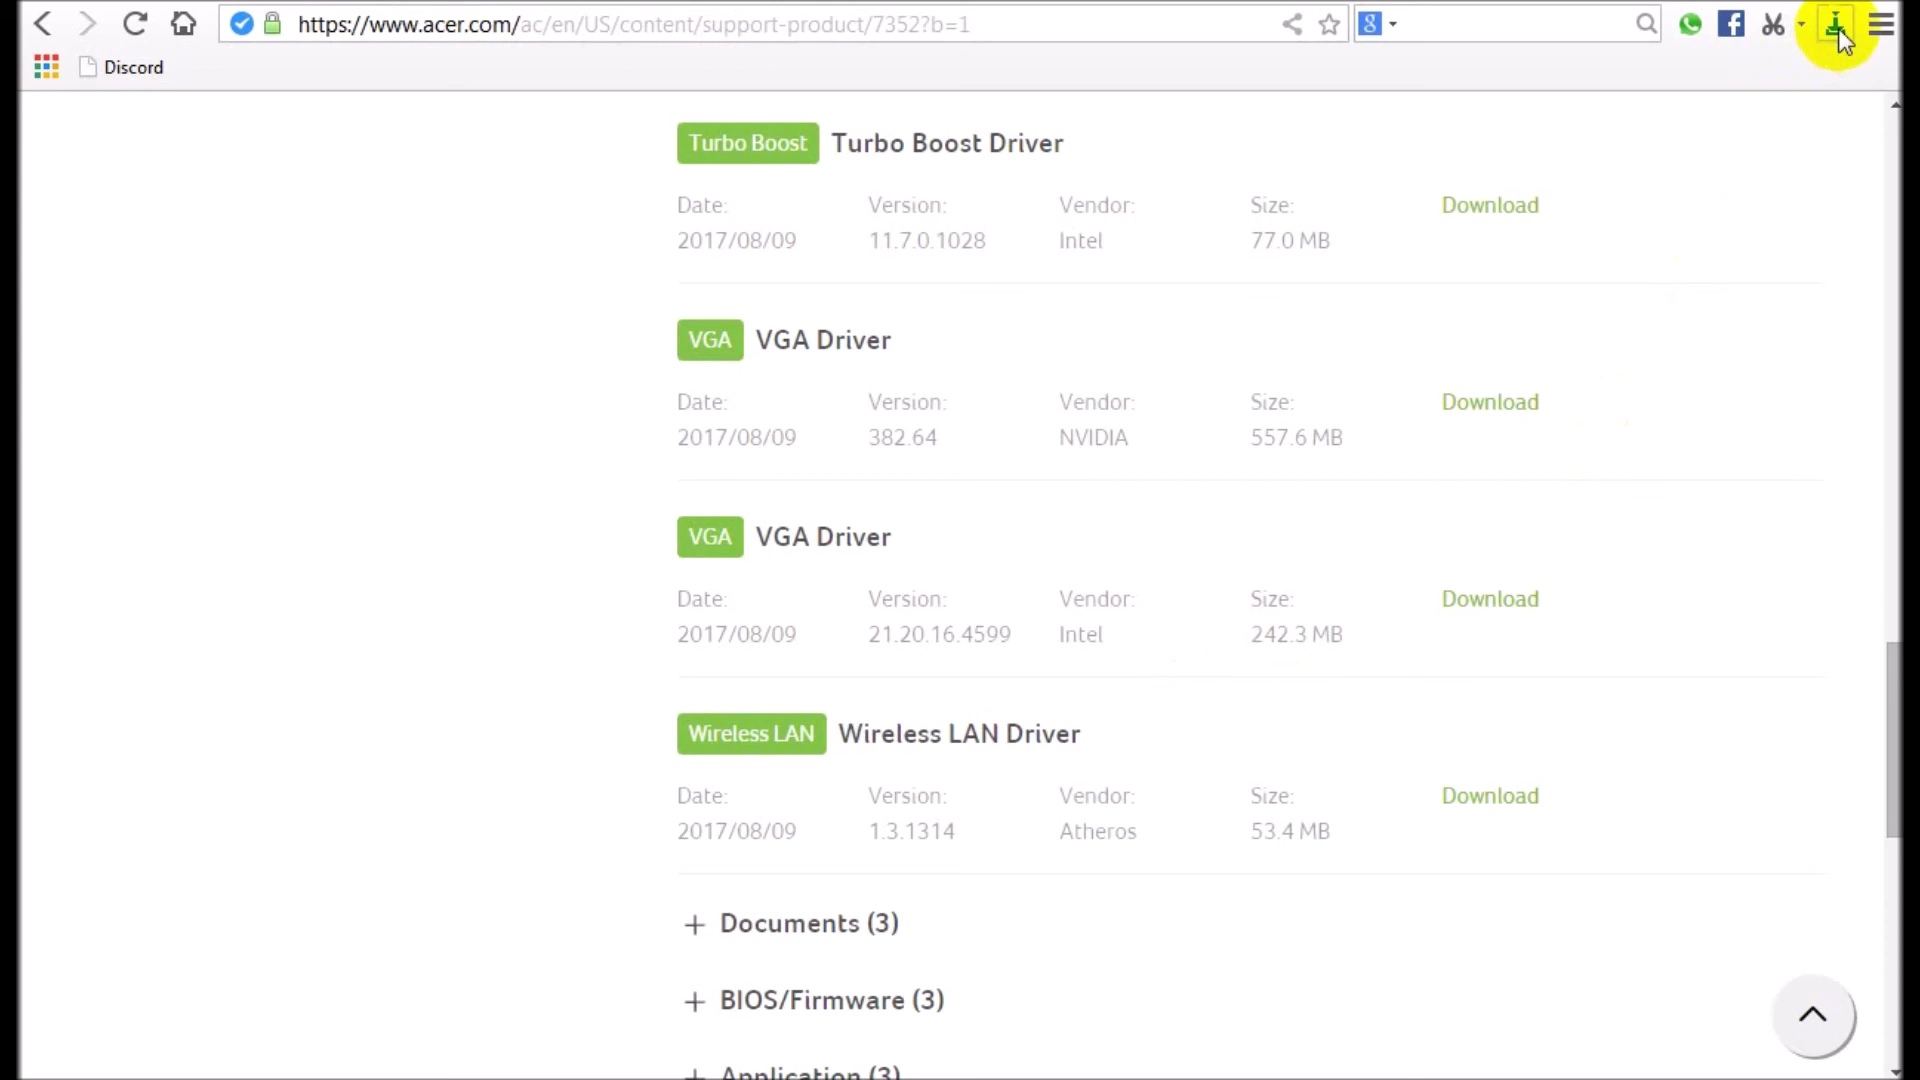 https://www.acer.com/ac/en/US/content/support-product/7352?b=1
8
Discord
Turbo Boost Turbo Boost Driver
Date: Version: Vendor: Size: Download
2017/08/09 11.7.0.1028 Intel 77.0 MB
VGA VGA Driver
Date: Version: Vendor: Size: Download
2017/08/09 382.64 NVIDIA 557.6 MB
VGA VGA Driver
Date: Version: Vendor: Size: Download
2017/08/09 21.20.16.4599 Intel 242.3 MB
Wireless LAN Wireless LAN Driver
Date: Version: Vendor: Size: Download
2017/08/09 1.3.1314 Atheros 53.4 MB
+ Documents (3)
+ BIOS/Firmware (3)
+ Application (3)